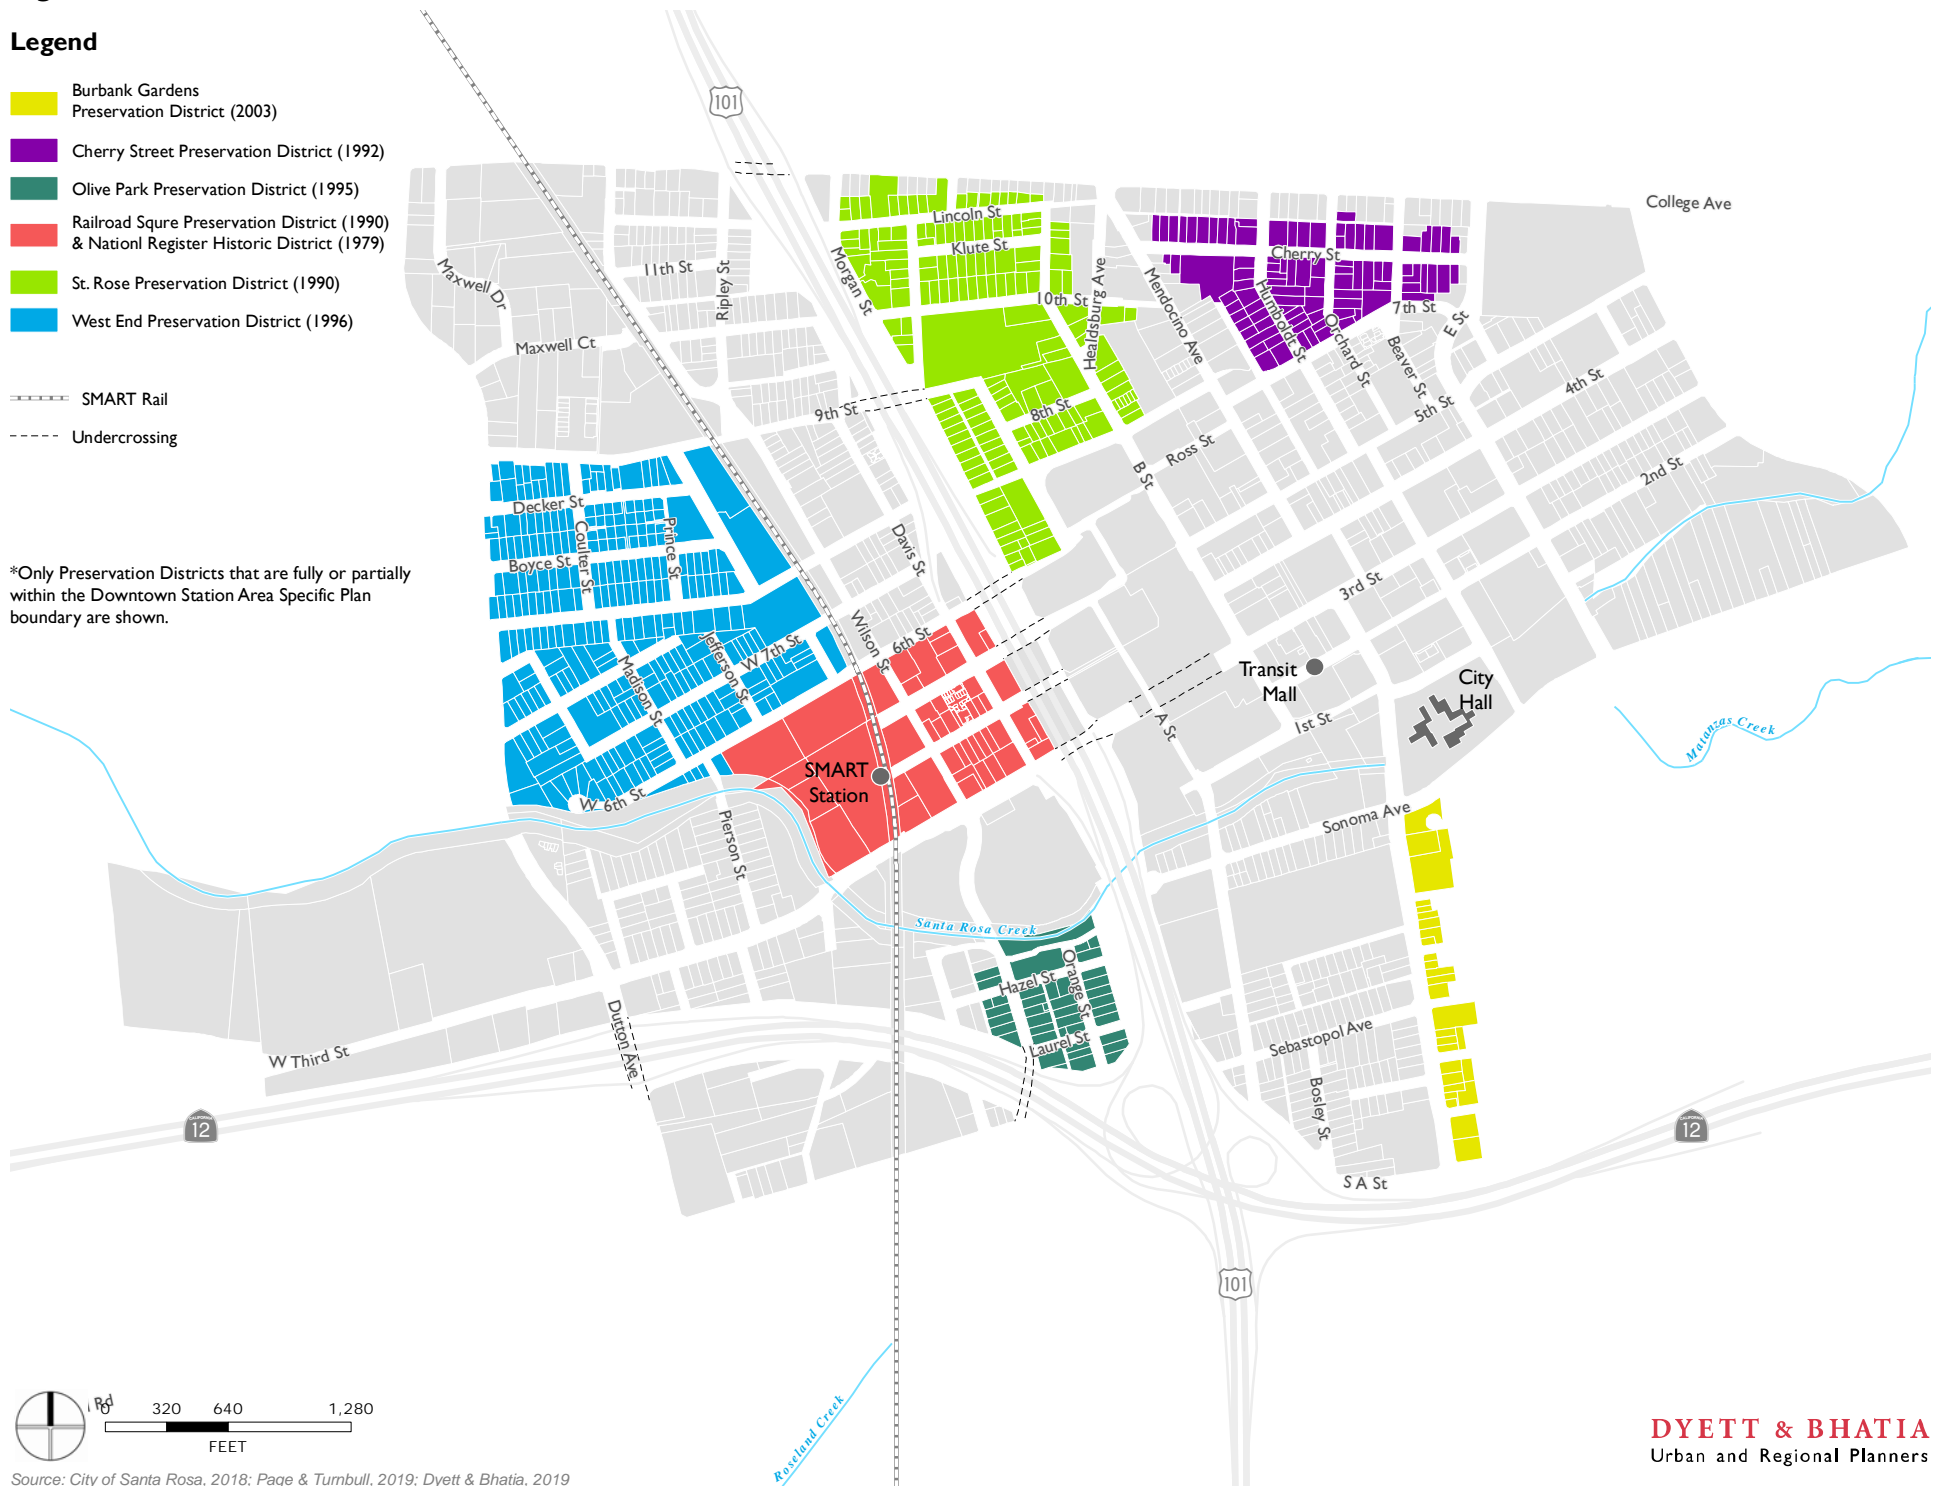 Legend
Burbank Gardens
Preservation District (2003)
Cherry Street Preservation District (1992)
Olive Park Preservation District (1995)
Railroad Squre Preservation District (1990)
& Nationl Register Historic District (1979)
St. Rose Preservation District (1990)
West End Preservation District (1996)
SMART Rail
Undercrossing
*Only Preservation Districts that are fully or partially
within the Downtown Station Area Specific Plan
boundary are shown.
101
College Ave
Lincoln St
Klute St
Cherry St
11th St
Ripley St
Maxwell Dr
Morgan St
10th St
Healdsburg Ave
Mendocino Ave
Humboldt St
7th St
Orchard St
E St
Beaver St
Maxwell Ct
4th St
5th St
9th St
8th St
Ross St
B St
2nd St
Decker St
Coulter St
Prince St
Boyce St
Davis St
3rd St
Wilson St
6th St
Jefferson St
W 7th St
Madison St
Transit
Mall
City
Hall
A St
1st St
Matanzas Creek
SMART
Station
W 6th St
Pierson St
Sonoma Ave
Santa Rosa Creek
Hazel St
Orange St
Laurel St
Dutton Ave
W Third St
Sebastopol Ave
Bosley St
CALIFORNIA
12
CALIFORNIA
12
S A St
101
Roseland Creek
Rd
0 320 640 1,280
FEET
Source: City of Santa Rosa, 2018; Page & Turnbull, 2019; Dyett & Bhatia, 2019
DYETT & BHATIA
Urban and Regional Planners